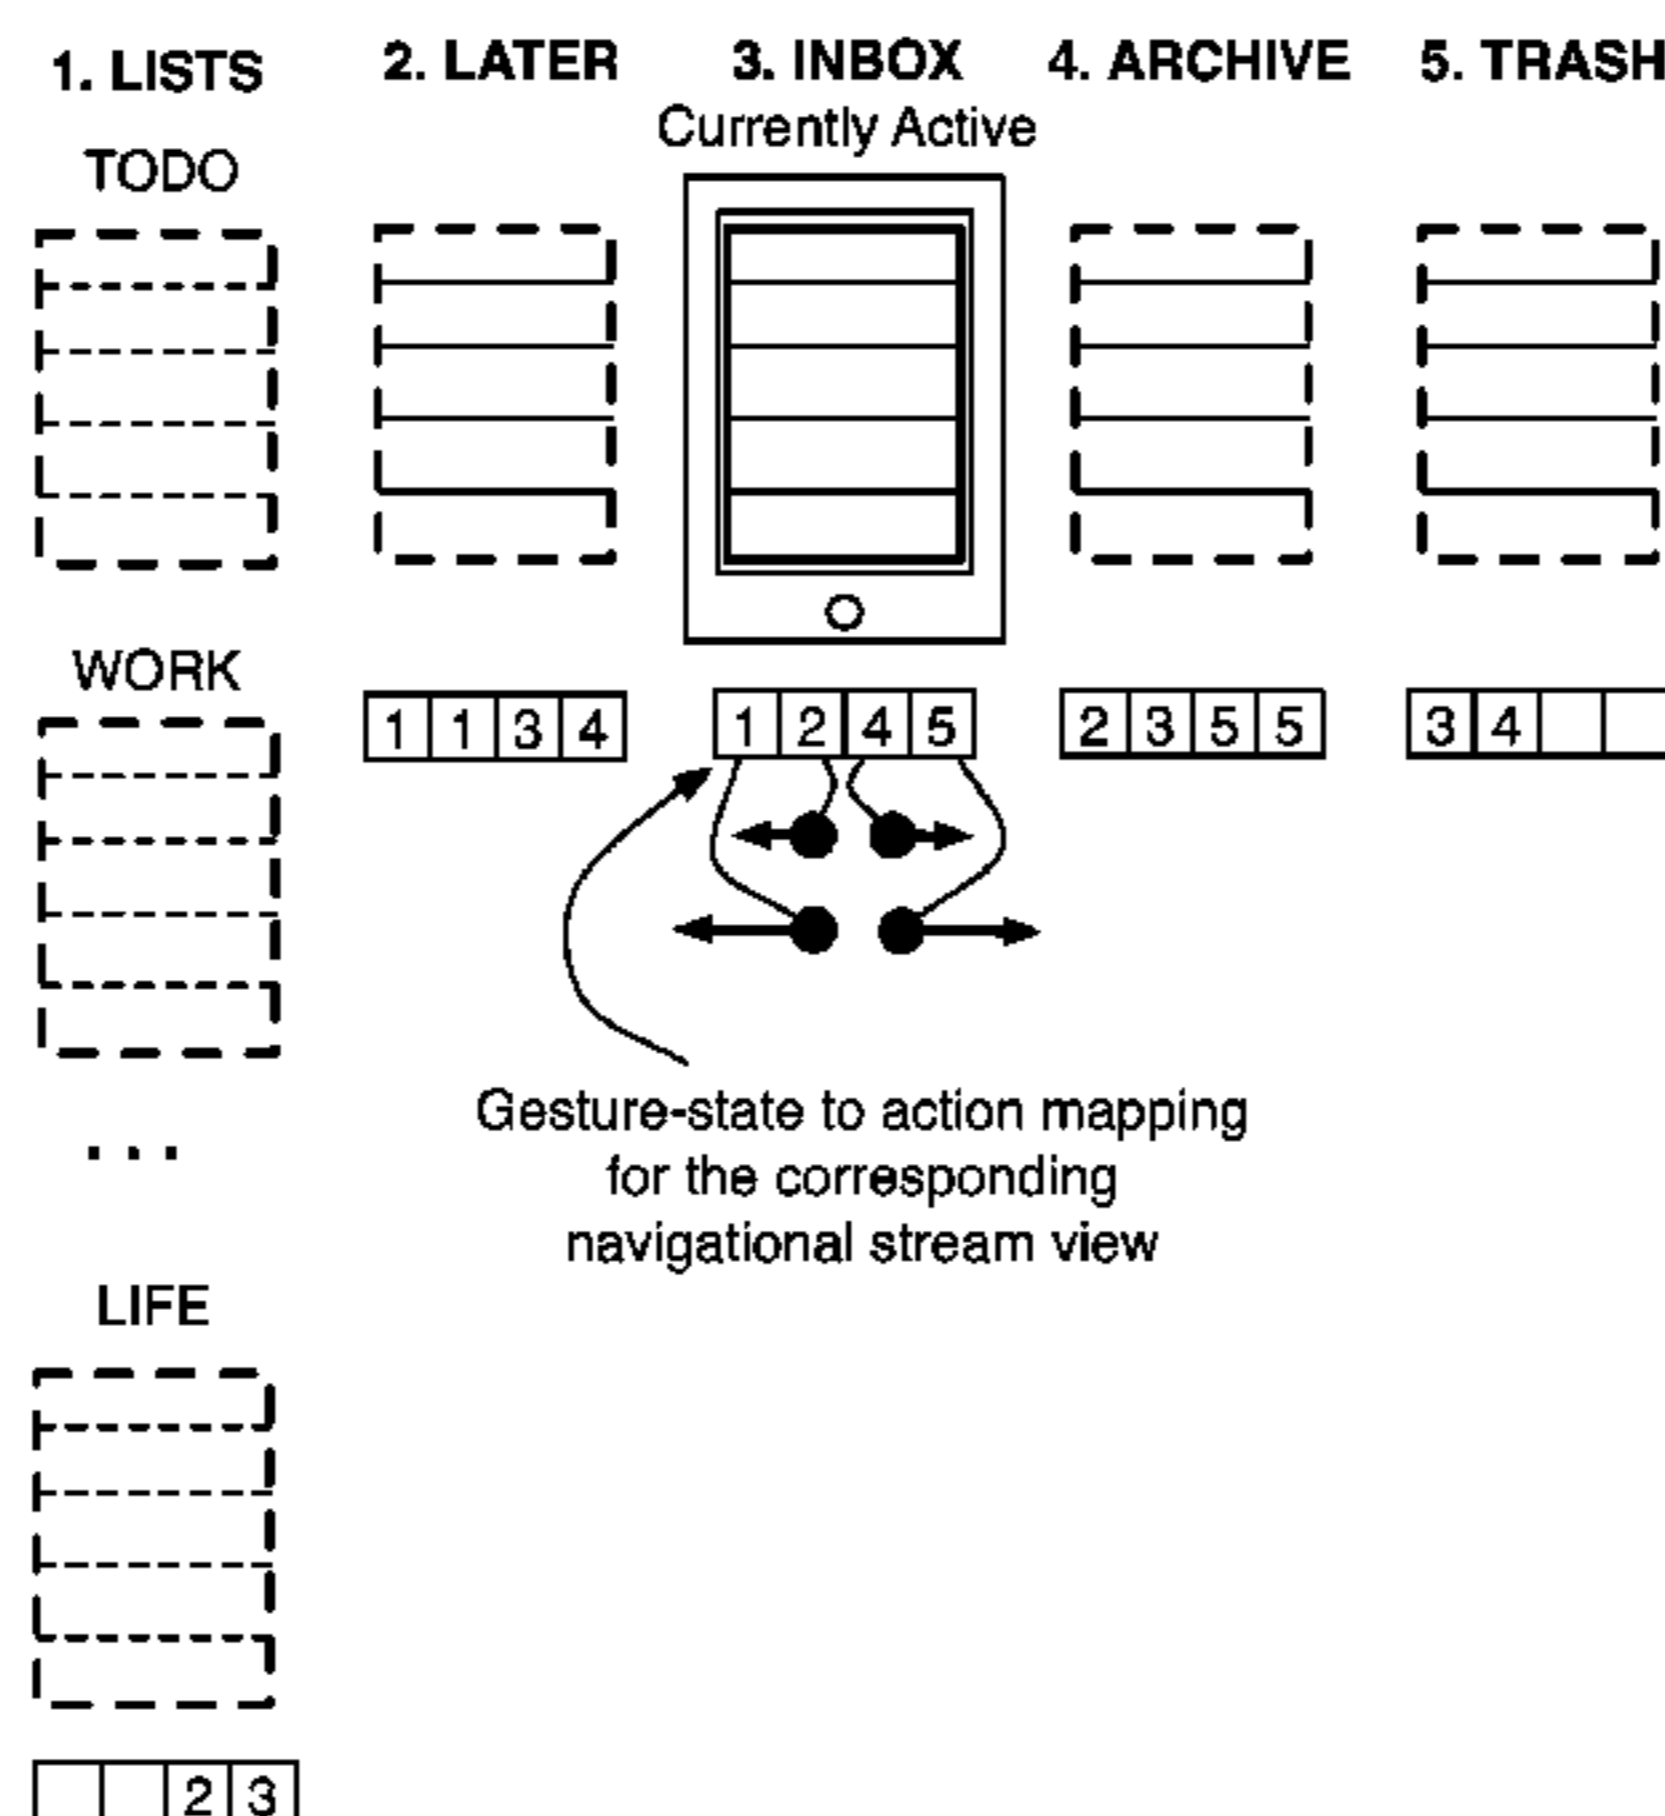 1. LISTS
2. LATER
3. INBOX
4. ARCHIVE
5. TRASH
Currently Active
TODO
WORK
1 1 3 4
1 2 4 5
2 3 5 5
3 4
Gesture-state to action mapping
for the corresponding
navigational stream view
...
LIFE
2 3